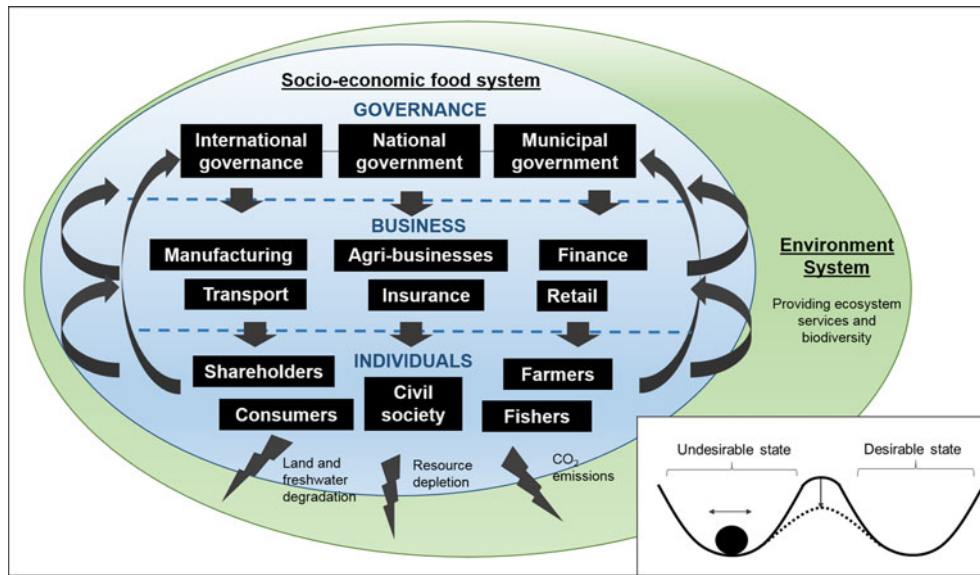 Socio-economic food system
GOVERNANCE
International
governance
National
government
Municipal
government
BUSINESS
Manufacturing
Agri-businesses
Finance
Transport
Insurance
Retail
INDIVIDUALS
Shareholders
Civil
society
Farmers
Consumers
Fishers
Land and
freshwater
degradation
Resource
depletion
CO2
emissions
Environment
System
Providing ecosystem
services and
biodiversity
Undesirable state
Desirable state